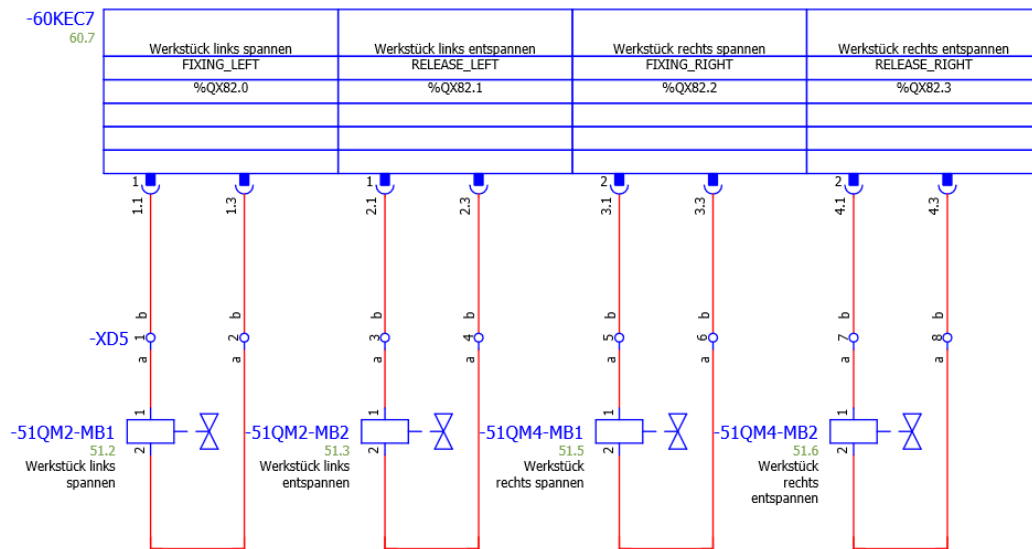 -60KEC7
60.7
Werkstück links spannen
FIXING_LEFT
%QX82.0
Werkstück links entspannen
RELEASE_LEFT
%QX82.1
Werkstück rechts spannen
FIXING_RIGHT
%QX82.2
Werkstück rechts entspannen
RELEASE_RIGHT
%QX82.3
1 1 2 2
1.1 1.3 2.1 2.3 3.1 3.3 4.1 4.3
b b b b b b b b
-XD5 1 2 3 4 5 6 7 8
a a a a a a a a
1 1 1 1
-51QM2-MB1
51.2
2
Werkstück links
spannen
-51QM2-MB2
51.3
2
Werkstück links
entspannen
-51QM4-MB1
51.5
2
Werkstück
rechts spannen
-51QM4-MB2
51.6
2
Werkstück
rechts
entspannen